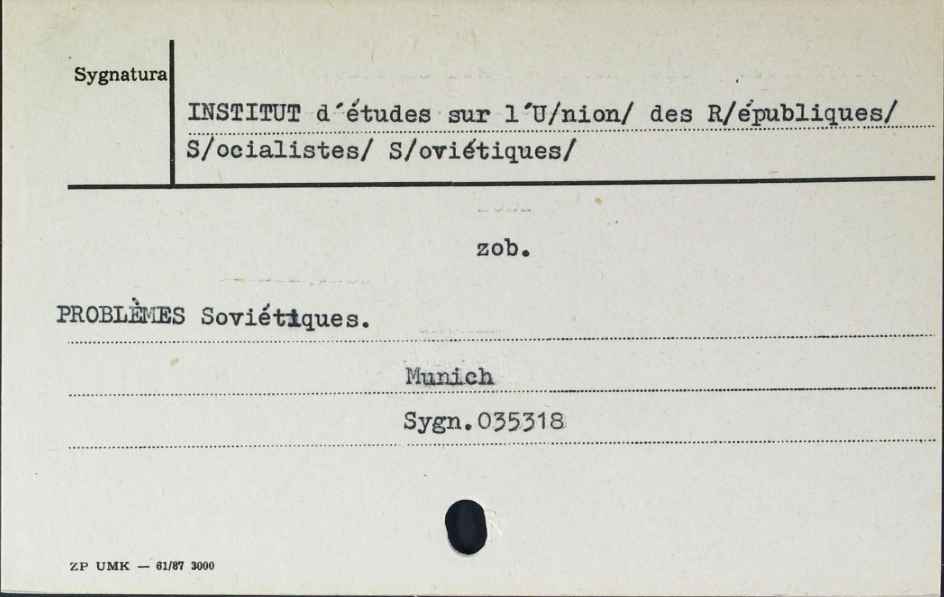 Sygnatura
INSTITUT d´études sur l´U/nion/ des R/épubliques/
S/ocialistes/ S/oviétiques/
zob.
PROBLÈMES Soviétiques.
Munich
Sygn.035318
ZP UMK — 61/87 3000